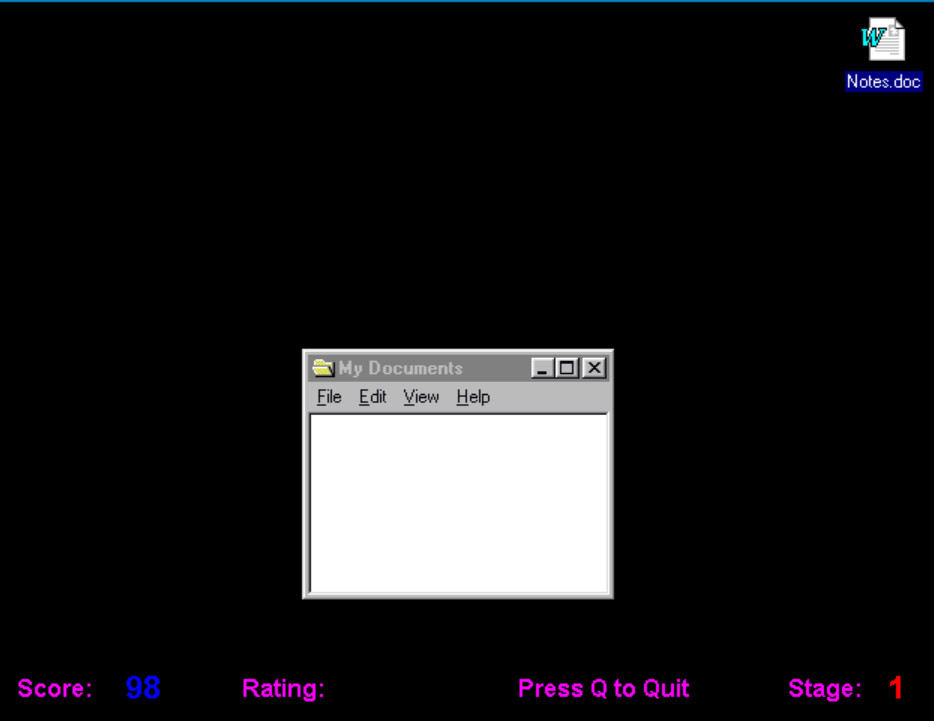 Notes.doc
My Documents
File Edit View Help
Score: 98 Rating: Press Q to Quit Stage: 1